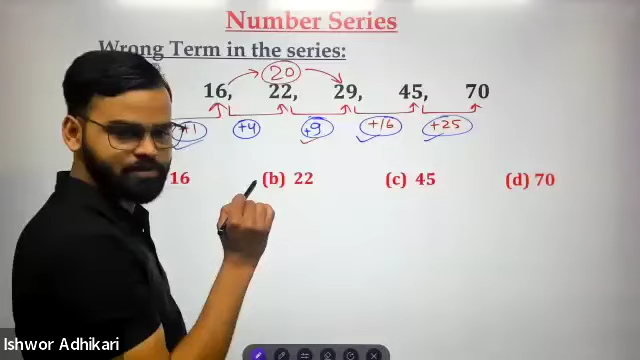 Number Series
Wrong Term in the series:
20
16, 22, 29, 45, 70
+1 +4 +9 +16 +25
16 (b) 22 (c) 45 (d) 70
Ishwor Adhikari